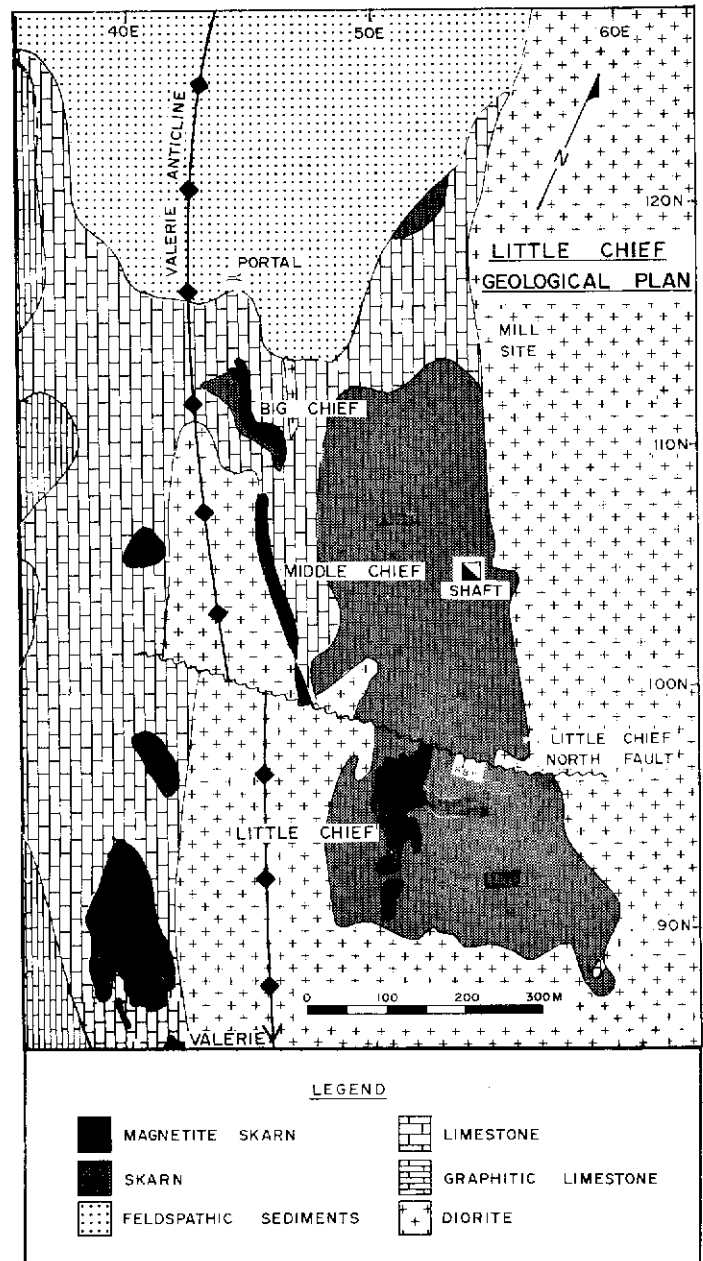 40E 50E 60E
VALERIE ANTICLINE
N
120N
LITTLE CHIEF
GEOLOGICAL PLAN
PORTAL
MILL
SITE
BIG CHIEF
110N
MIDDLE CHIEF
SHAFT
100N
LITTLE CHIEF
NORTH FAULT
LITTLE CHIEF
90N
0 100 200 300M
VALERIE
LEGEND
MAGNETITE SKARN
LIMESTONE
SKARN
GRAPHITIC LIMESTONE
FELDSPATHIC SEDIMENTS
DIORITE